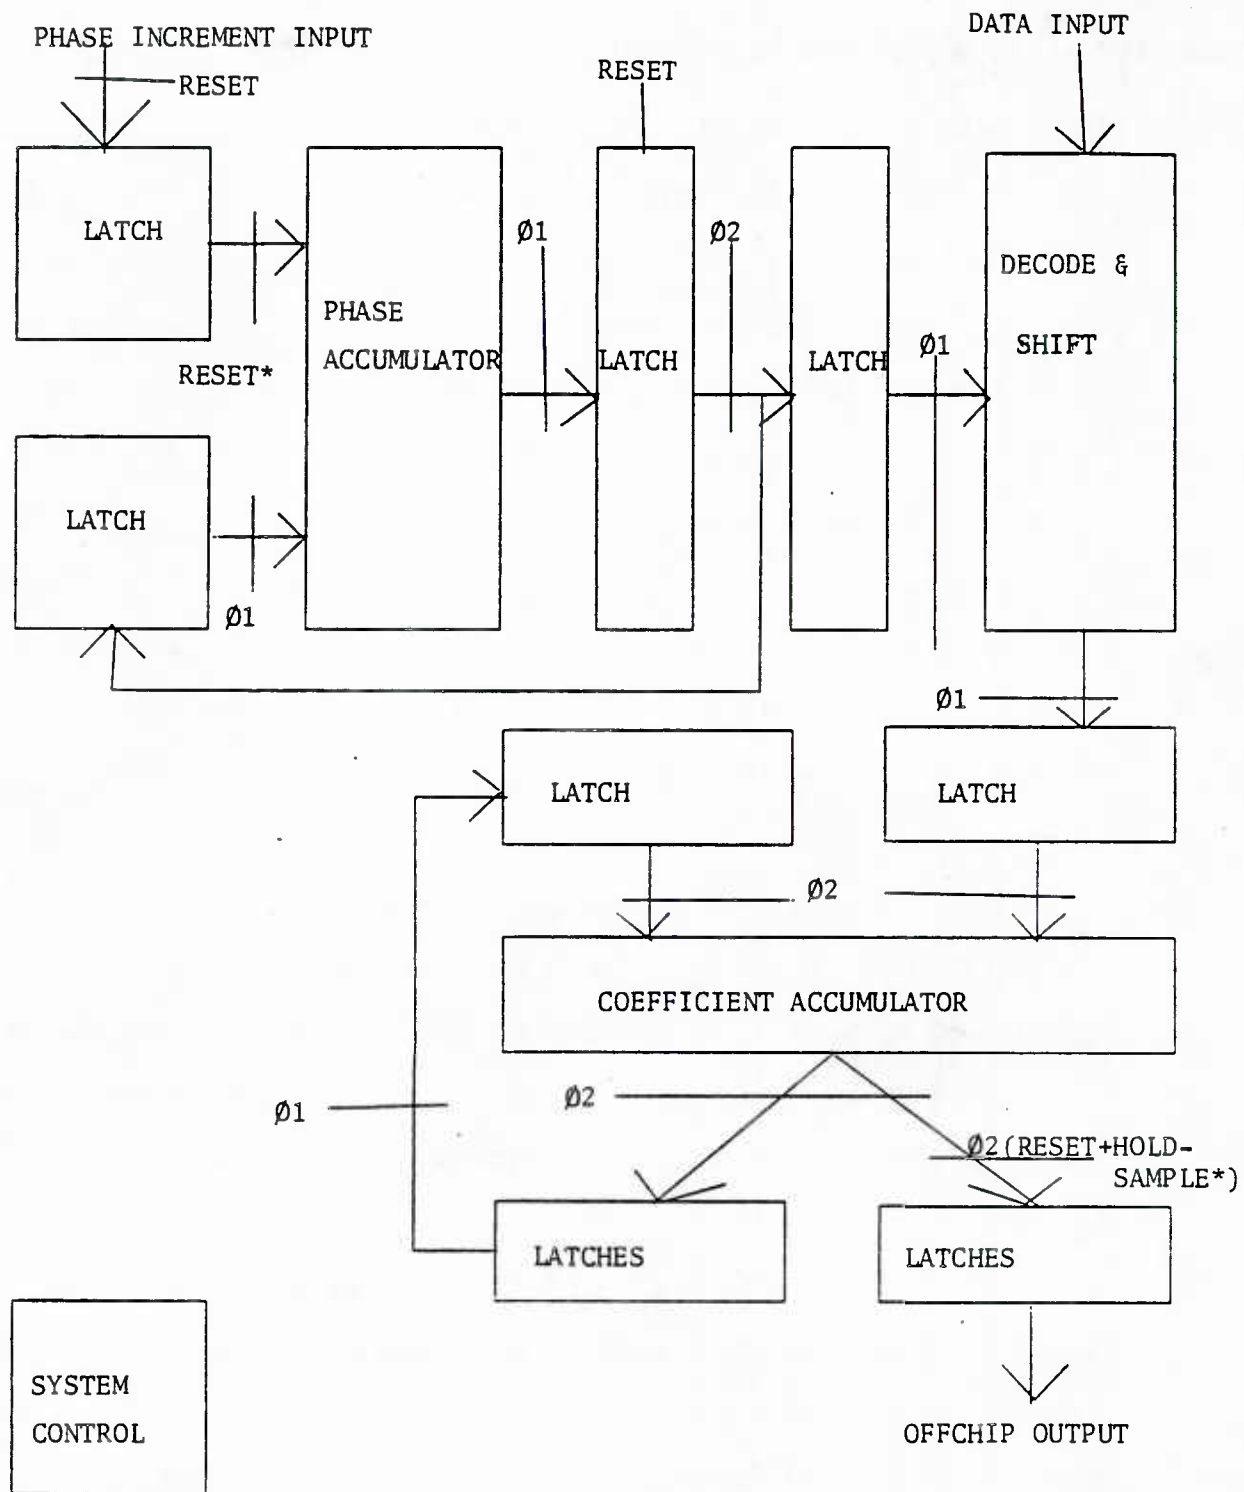 PHASE INCREMENT INPUT
RESET
DATA INPUT
RESET
LATCH
RESET*
PHASE
ACCUMULATOR
Ø1
LATCH
Ø2
LATCH
Ø1
DECODE &
SHIFT
LATCH
Ø1
Ø1
LATCH
LATCH
Ø2
COEFFICIENT ACCUMULATOR
Ø1
Ø2
Ø2(RESET+HOLD-
SAMPLE*)
LATCHES
LATCHES
SYSTEM
CONTROL
OFFCHIP OUTPUT